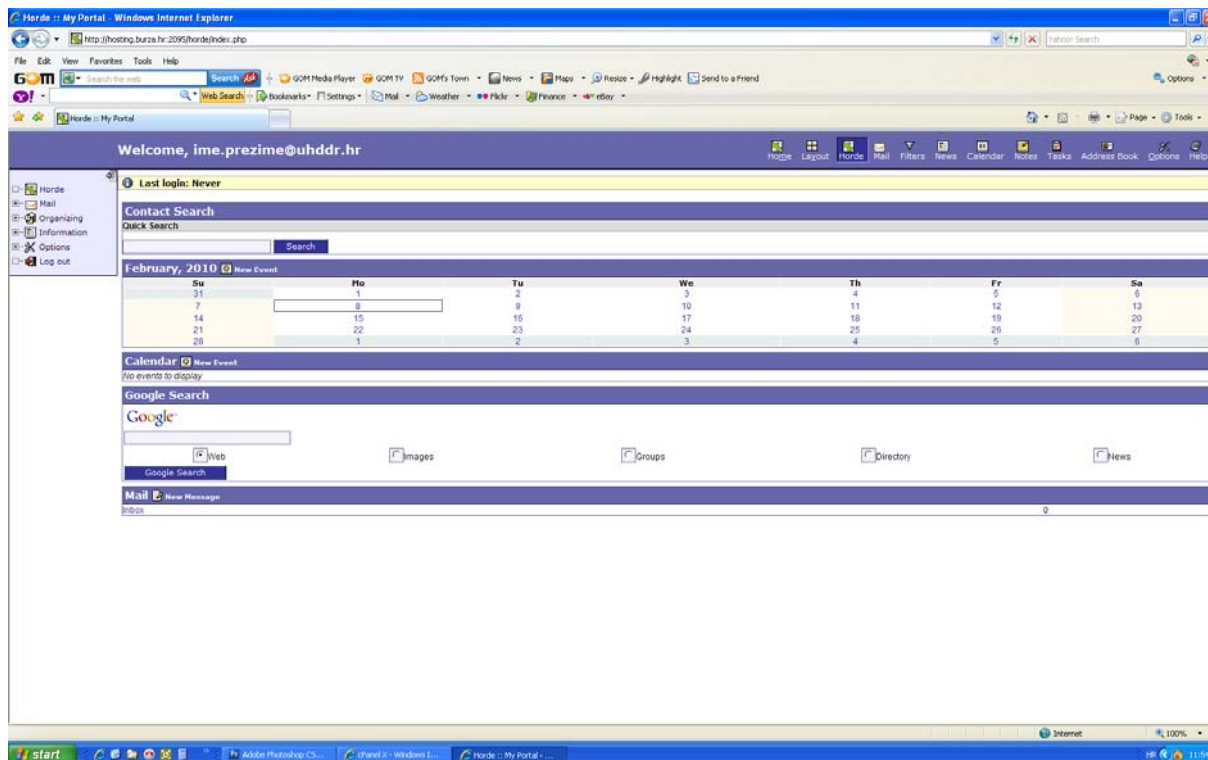 Horde :: My Portal - Windows Internet Explorer
http://hosting.burza.hr:2095/horde/index.php Yahoo! Search
File Edit View Favorites Tools Help
GOM Search the web Search GOM Media Player GOM TV GOM's Town News Maps Resize Highlight Send to a Friend Options
Y! Web Search Bookmarks Settings Mail Weather Flickr Finance eBay
Horde :: My Portal Page Tools
Welcome, ime.prezime@uhddr.hr
Home Layout Horde Mail Filters News Calendar Notes Tasks Address Book Options Help
Horde
Mail
Organizing
Information
Options
Log out
Last login: Never
Contact Search
Quick Search
Search
February, 2010 New Event
Su Mo Tu We Th Fr Sa
31 1 2 3 4 5 6
7 8 9 10 11 12 13
14 15 16 17 18 19 20
21 22 23 24 25 26 27
28 1 2 3 4 5 6
Calendar New Event
No events to display
Google Search
Google
Web Images Groups Directory News
Google Search
Mail New Message
Inbox 0
Internet 100%
start Adobe Photoshop CS... cPanel X - Windows I... Horde :: My Portal - ... HR